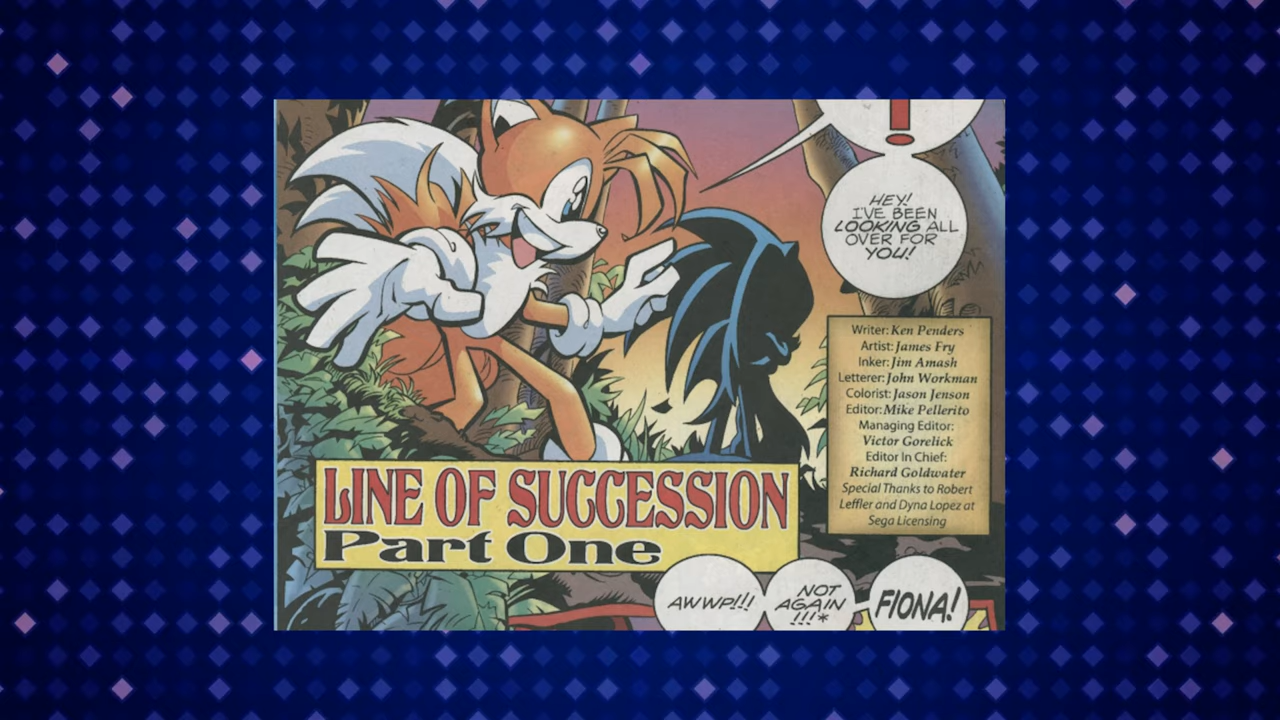 !
HEY!
I'VE BEEN
LOOKING ALL
OVER FOR
YOU!
Writer: Ken Penders
Artist: James Fry
Inker: Jim Amash
Letterer: John Workman
Colorist: Jason Jenson
Editor: Mike Pellerito
Managing Editor:
Victor Gorelick
Editor In Chief:
Richard Goldwater
Special Thanks to Robert
Leffler and Dyna Lopez at
Sega Licensing
LINE OF SUCCESSION
Part One
AWWP!!!
NOT
AGAIN
!!!*
FIONA!